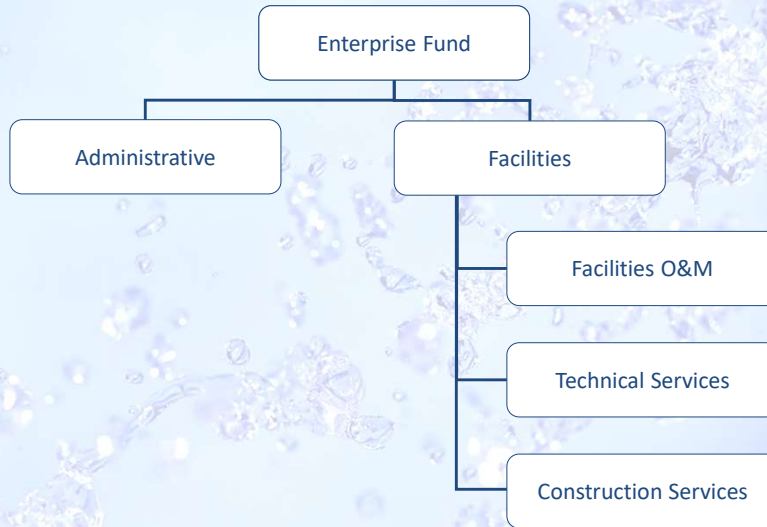 Enterprise Fund
Administrative
Facilities
Facilities O&M
Technical Services
Construction Services